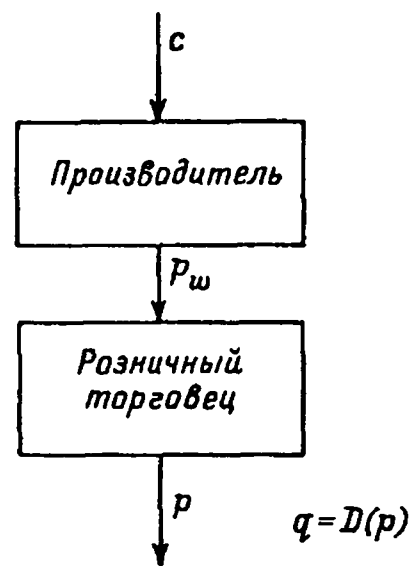 c
Производитель
p_w
Розничный
торговец
p
q = D(p)